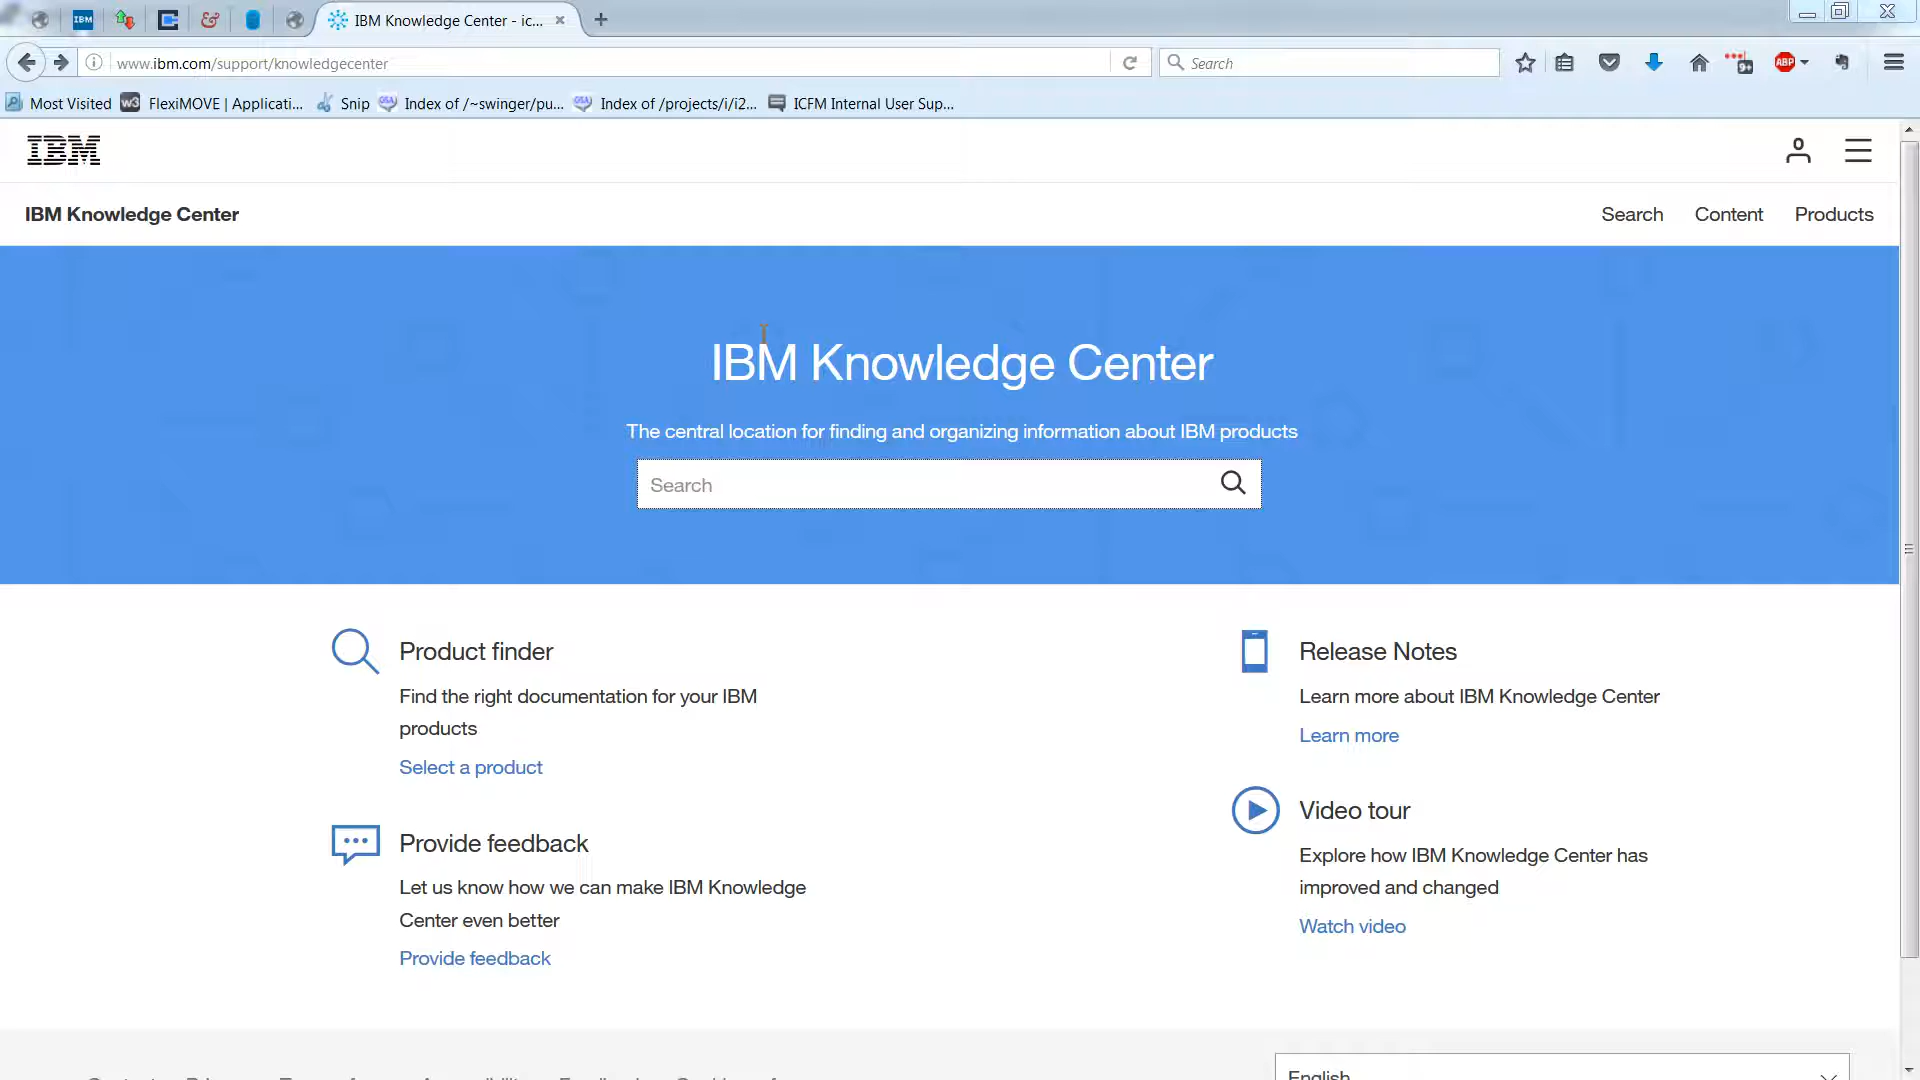 IBM Knowledge Center - ic...
www.ibm.com/support/knowledgecenter
Search
9+
ABP
Most Visited
w3 FlexiMOVE | Applicati...
Snip
Index of /~swinger/pu...
Index of /projects/i/i2...
ICFM Internal User Sup...
IBM
IBM Knowledge Center
Search
Content
Products
IBM Knowledge Center
The central location for finding and organizing information about IBM products
Search
Product finder
Find the right documentation for your IBM
products
Select a product
Provide feedback
Let us know how we can make IBM Knowledge
Center even better
Provide feedback
Release Notes
Learn more about IBM Knowledge Center
Learn more
Video tour
Explore how IBM Knowledge Center has
improved and changed
Watch video
English